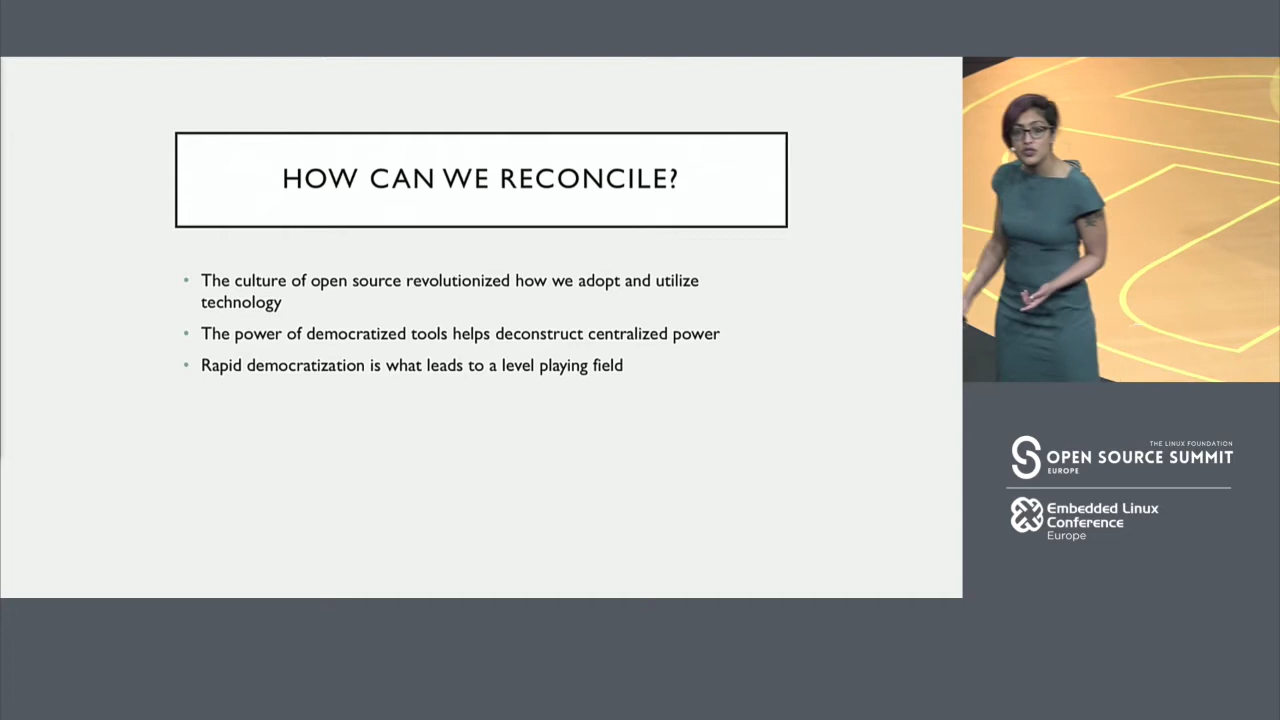 HOW CAN WE RECONCILE?
• The culture of open source revolutionized how we adopt and utilize
technology
• The power of democratized tools helps deconstruct centralized power
• Rapid democratization is what leads to a level playing field
THE LINUX FOUNDATION
OPEN SOURCE SUMMIT
EUROPE
Embedded Linux
Conference
Europe